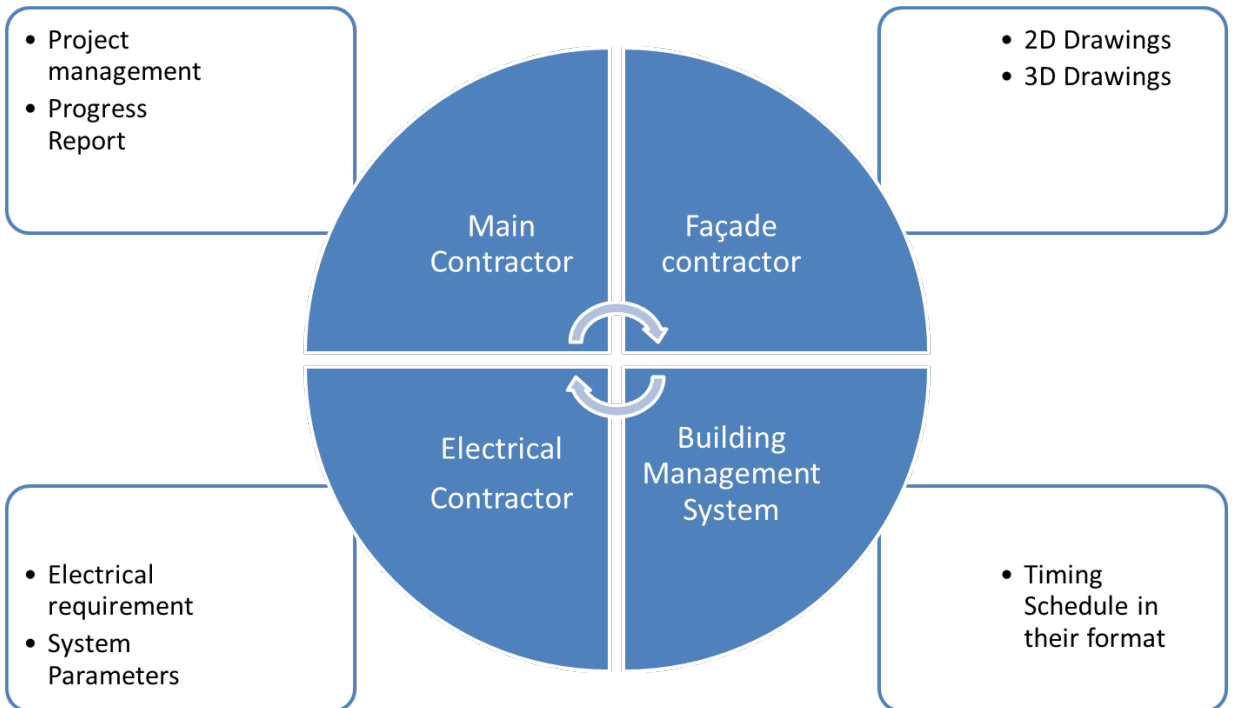 • Project
management
• Progress
Report
• 2D Drawings
• 3D Drawings
Main
Contractor
Façade
contractor
Electrical
Contractor
Building
Management
System
• Electrical
requirement
• System
Parameters
• Timing
Schedule in
their format